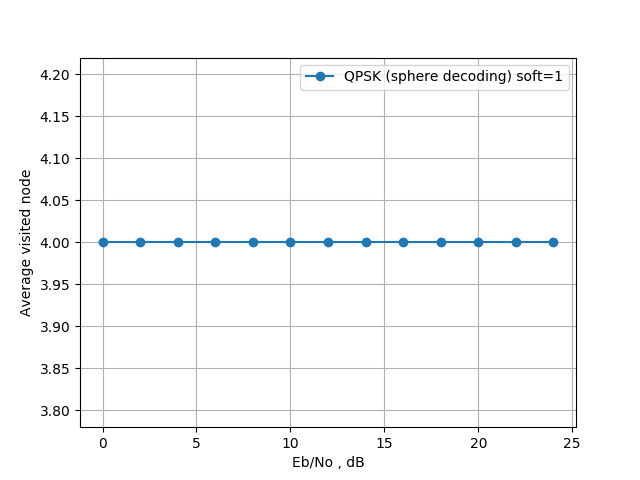 QPSK (sphere decoding) soft=1
4.20
4.15
4.10
4.05
4.00
3.95
3.90
3.85
3.80
Average visited node
0 5 10 15 20 25
Eb/No , dB